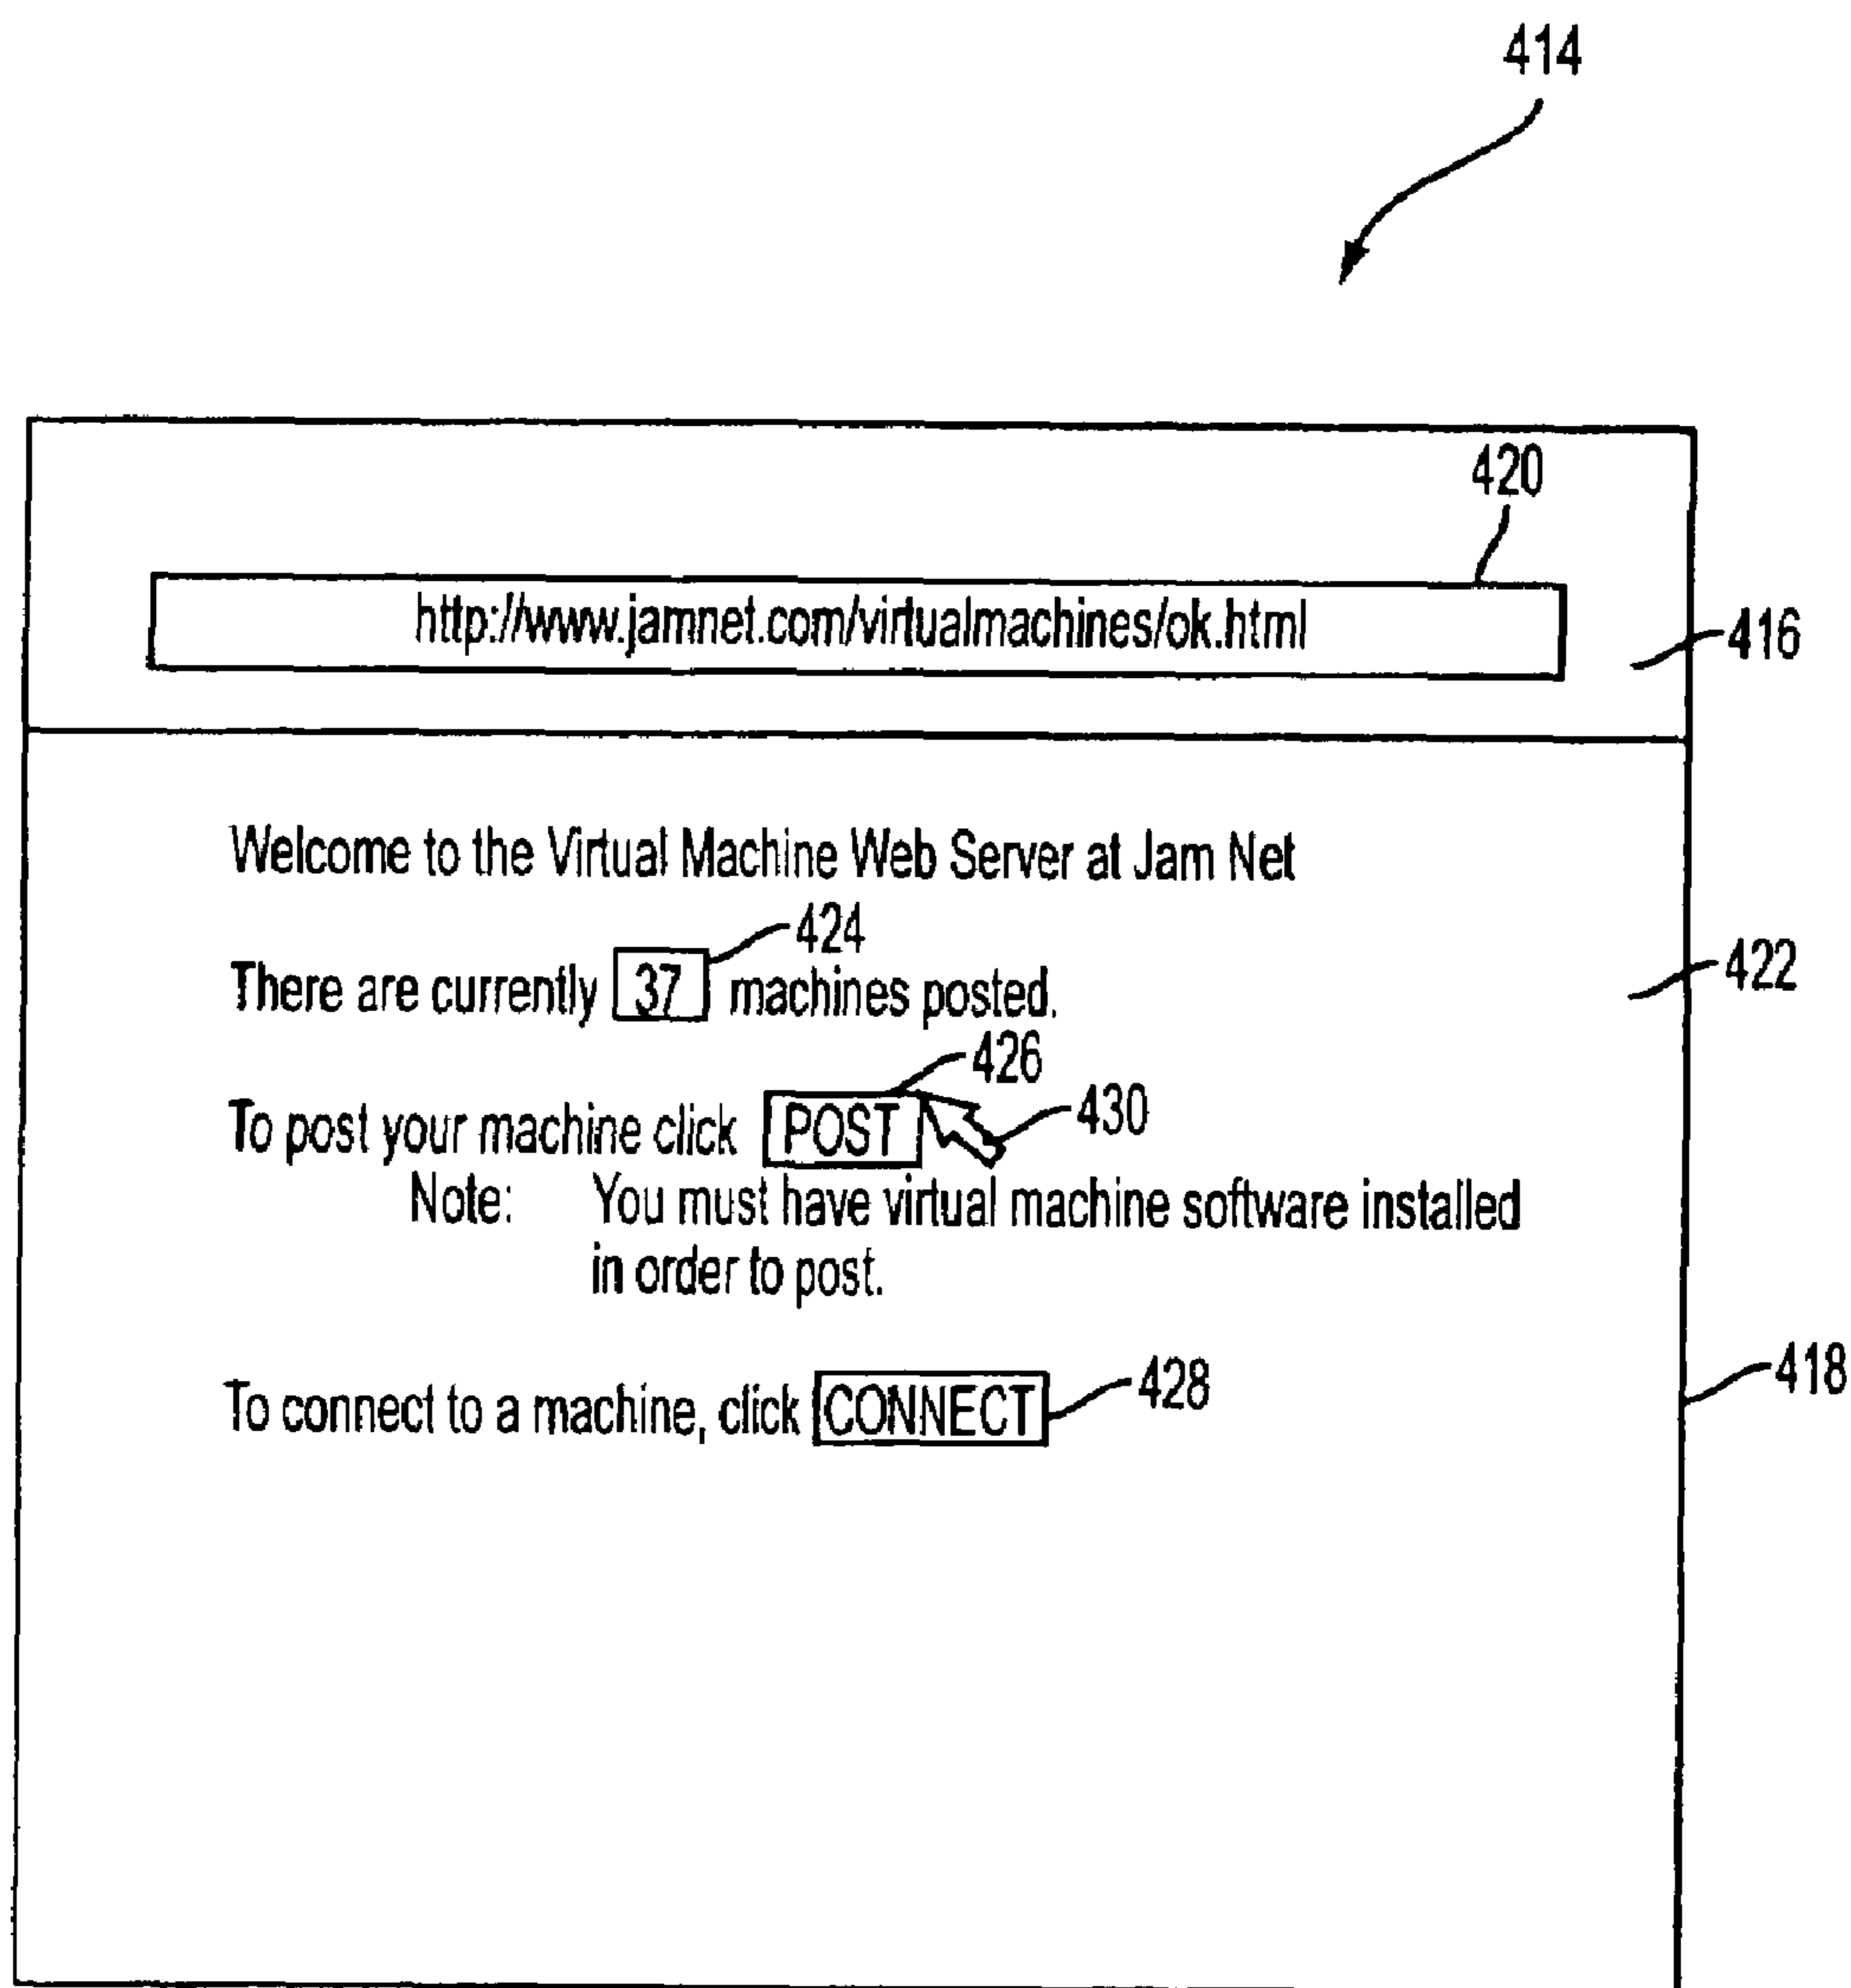 414
420
http://www.jamnet.com/virtualmachines/ok.html
416
Welcome to the Virtual Machine Web Server at Jam Net
424
There are currently 37 machines posted.
422
426
To post your machine click POST
430
Note: You must have virtual machine software installed
in order to post.
418
To connect to a machine, click CONNECT
428